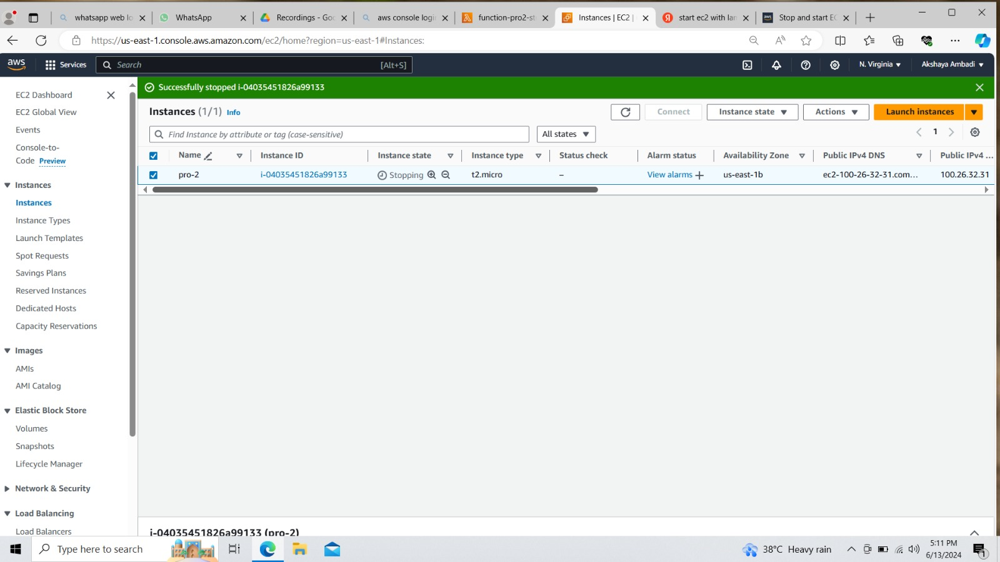 whatsapp web lo
WhatsApp
Recordings - Goo
aws console logi
function-pro2-st
Instances | EC2 |
start ec2 with lan
Stop and start EC
https://us-east-1.console.aws.amazon.com/ec2/home?region=us-east-1#Instances:
aws
Services
Search
[Alt+S]
N. Virginia
Akshaya Ambadi
EC2 Dashboard
EC2 Global View
Events
Console-to-
Code Preview
Instances
Instances
Instance Types
Launch Templates
Spot Requests
Savings Plans
Reserved Instances
Dedicated Hosts
Capacity Reservations
Images
AMIs
AMI Catalog
Elastic Block Store
Volumes
Snapshots
Lifecycle Manager
Network & Security
Load Balancing
Load Balancers
Successfully stopped i-04035451826a99133
Instances (1/1) Info
Connect
Instance state
Actions
Launch instances
Find Instance by attribute or tag (case-sensitive)
All states
1
Name Instance ID Instance state Instance type Status check Alarm status Availability Zone Public IPv4 DNS Public IPv4 ...
pro-2 i-04035451826a99133 Stopping t2.micro – View alarms + us-east-1b ec2-100-26-32-31.com... 100.26.32.31
i-04035451826a99133 (pro-2)
Type here to search
38°C Heavy rain
5:11 PM
6/13/2024
1